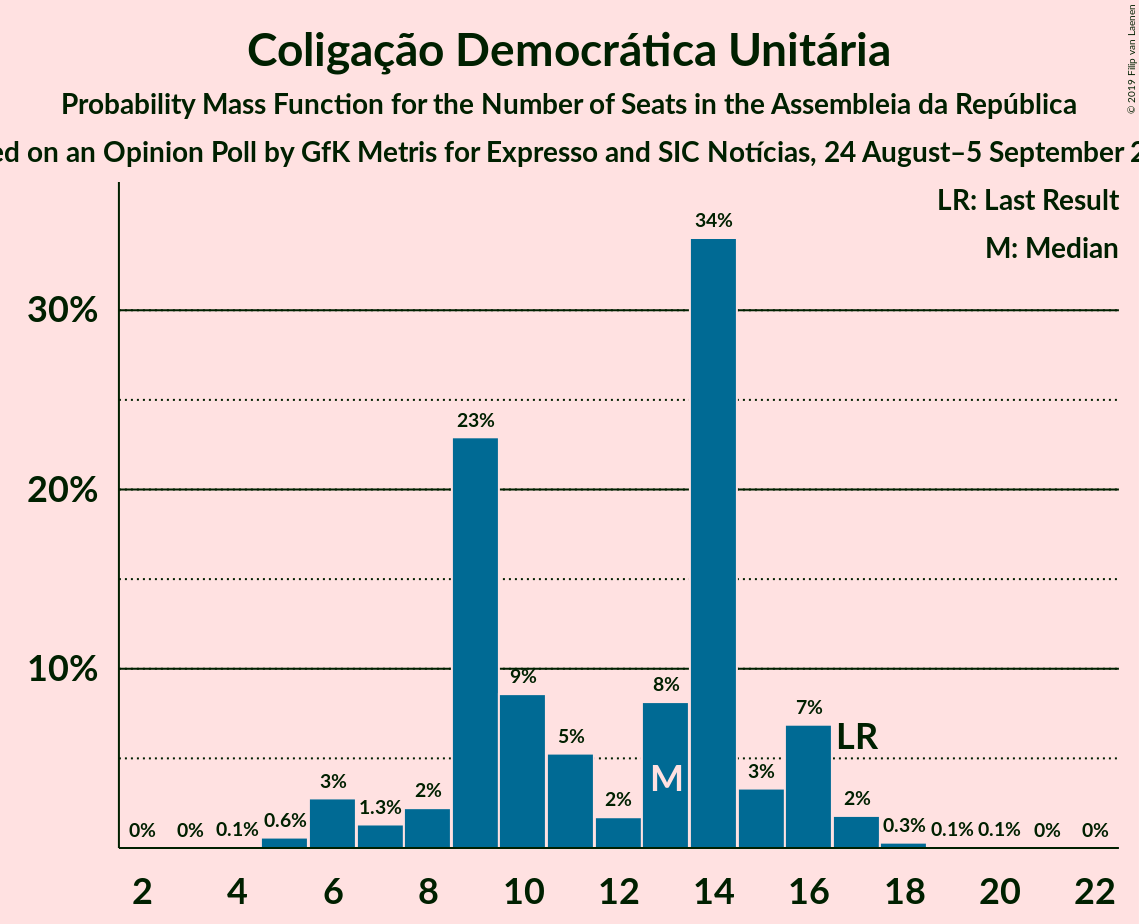 Coligação Democrática Unitária
Probability Mass Function for the Number of Seats in the Assembleia da República
on an Opinion Poll by GfK Metris for Expresso and SIC Notícias, 24 August–5 September
© 2019 Filip van Laenen
LR: Last Result
M: Median
34%
30%
23%
20%
10%
9%
8%
7%
LR
5%
M
3%
3%
2%
1.3%
2%
2%
0.6%
0%
0%
0.1%
0.3%
0.1%
0.1%
0%
0%
2%
2 4 6 8 10 12 14 16 18 20 22